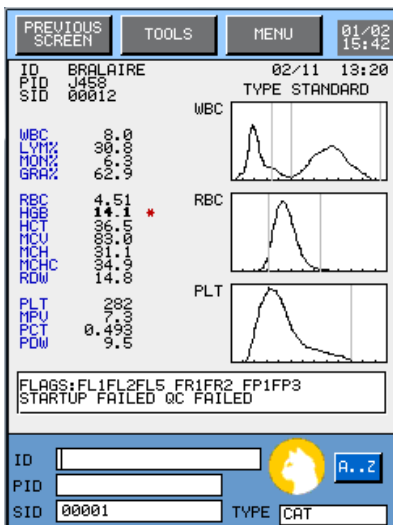 PREVIOUS SCREEN
TOOLS
MENU
01/02 15:42
ID BRALAIRE 02/11 13:20
PID J458 TYPE STANDARD
SID 00012
WBC
WBC 8.0
LYM% 30.8
MON% 6.3
GRA% 62.9
RBC
RBC 4.51
HGB 14.1 *
HCT 36.5
MCV 83.0
MCH 31.1
MCHC 34.9
RDW 14.8
PLT
PLT 282
MPV 7.3
PCT 0.493
PDW 9.5
FLAGS:FL1FL2FL5 FR1FR2 FP1FP3
STARTUP FAILED QC FAILED
ID
A..Z
PID
SID 00001 TYPE CAT